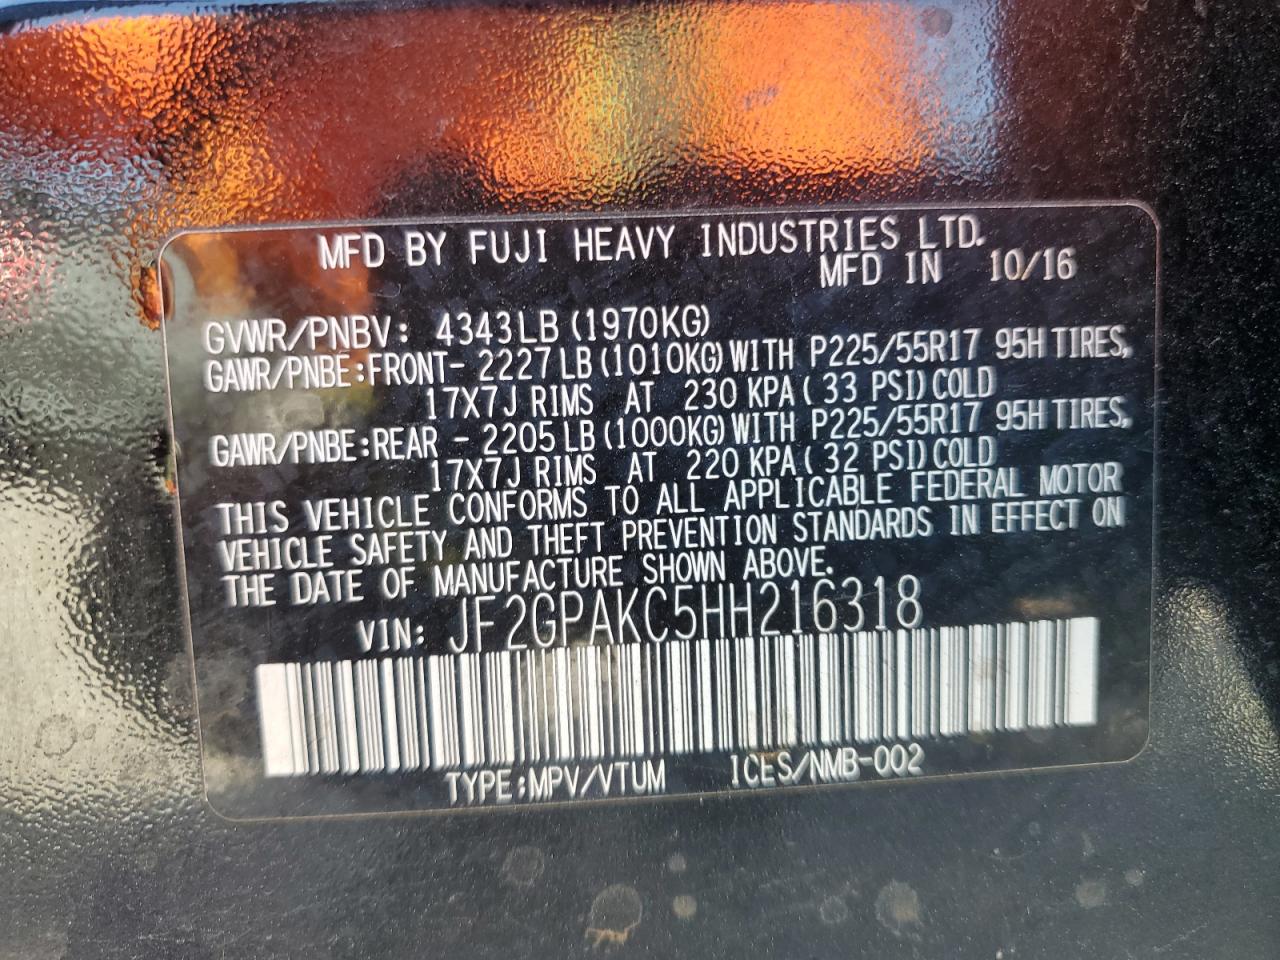 MFD BY FUJI HEAVY INDUSTRIES LTD.
MFD IN 10/16
GVWR/PNBV: 4343LB (1970KG)
GAWR/PNBE:FRONT- 2227LB (1010KG) WITH P225/55R17 95H TIRES,
17X7J RIMS AT 230 KPA ( 33 PSI) COLD
GAWR/PNBE:REAR - 2205LB (1000KG) WITH P225/55R17 95H TIRES,
17X7J RIMS AT 220 KPA ( 32 PSI) COLD
THIS VEHICLE CONFORMS TO ALL APPLICABLE FEDERAL MOTOR
VEHICLE SAFETY AND THEFT PREVENTION STANDARDS IN EFFECT ON
THE DATE OF MANUFACTURE SHOWN ABOVE.
VIN: JF2GPAKC5HH216318
TYPE:MPV/VTUM ICES/NMB-002